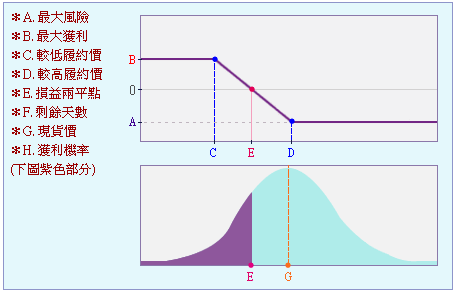 ＊A.最大風險
＊B.最大獲利
＊C.較低履約價
＊D.較高履約價
＊E.損益兩平點
＊F.剩餘天數
＊G.現貨價
＊H.獲利機率
(下圖紫色部分)
B
0
A
C E D
E G